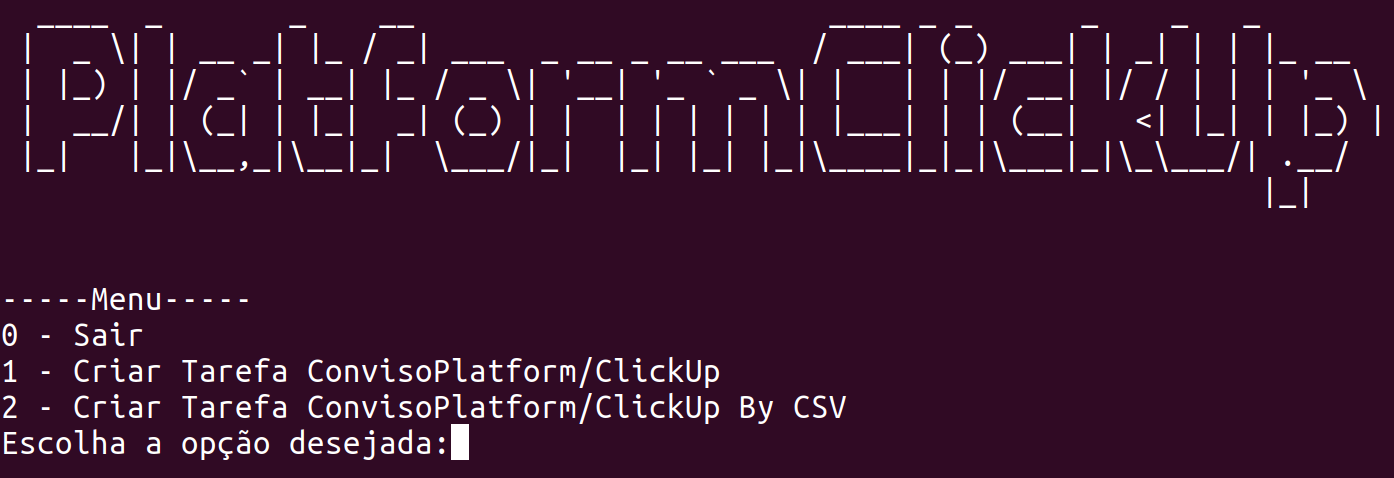 PlatformClickUp
-----Menu-----
0 - Sair
1 - Criar Tarefa ConvisoPlatform/ClickUp
2 - Criar Tarefa ConvisoPlatform/ClickUp By CSV
Escolha a opção desejada: